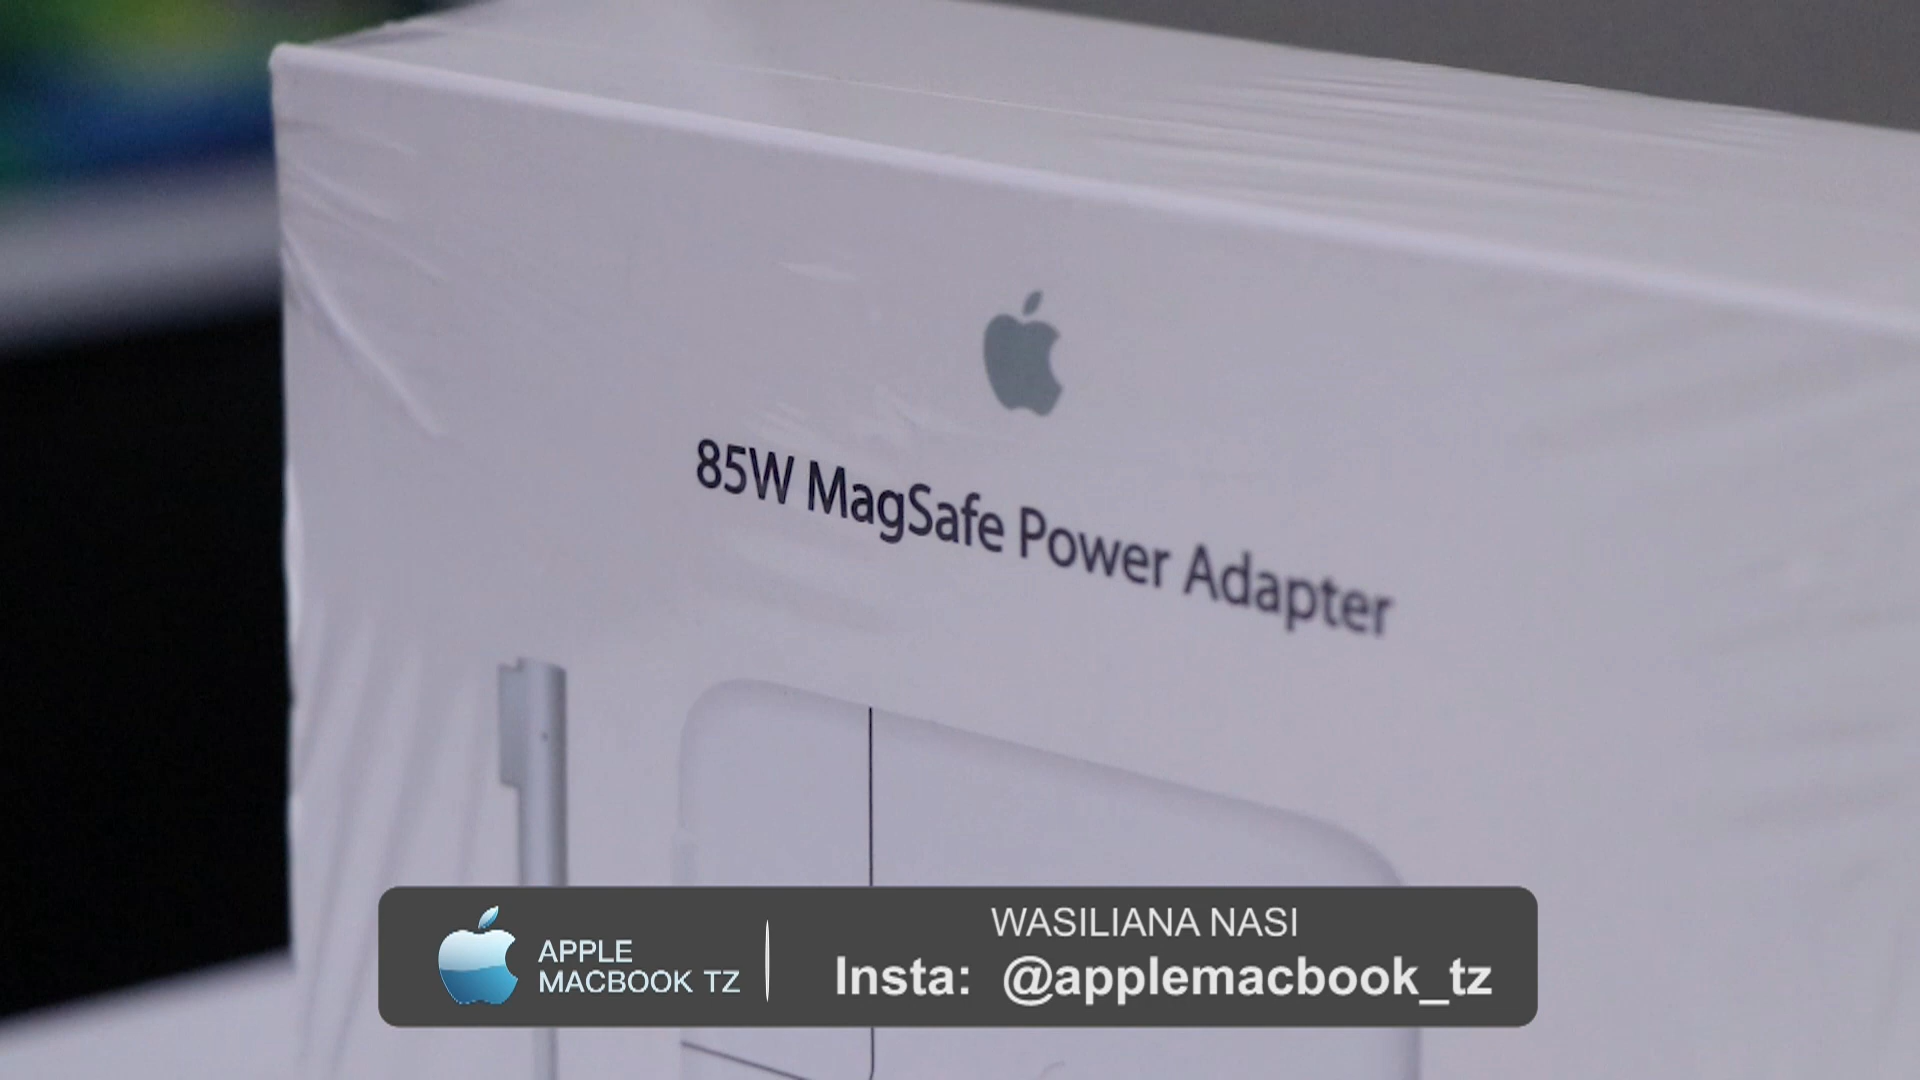 85W MagSafe Power Adapter
APPLE
MACBOOK TZ
WASILIANA NASI
Insta: @applemacbook_tz